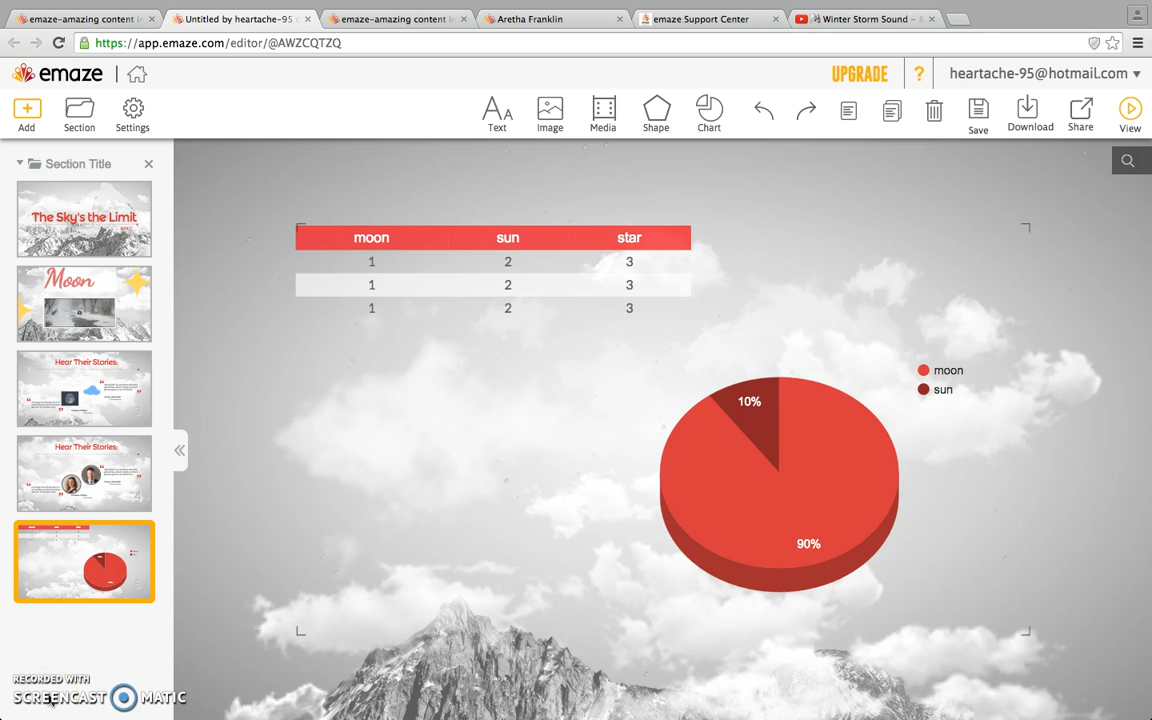 emaze-amazing content in
Untitled by heartache-95
emaze-amazing content in
Aretha Franklin
emaze Support Center
Winter Storm Sound –
https://app.emaze.com/editor/@AWZCQTZQ
emaze
UPGRADE
?
heartache-95@hotmail.com
Add
Section
Settings
Text
Image
Media
Shape
Chart
Save
Download
Share
View
Section Title
The Sky's the Limit
Moon
Hear Their Stories:
Hear Their Stories:
moon sun star
1 2 3
1 2 3
1 2 3
moon
sun
10%
90%
RECORDED WITH
SCREENCAST MATIC